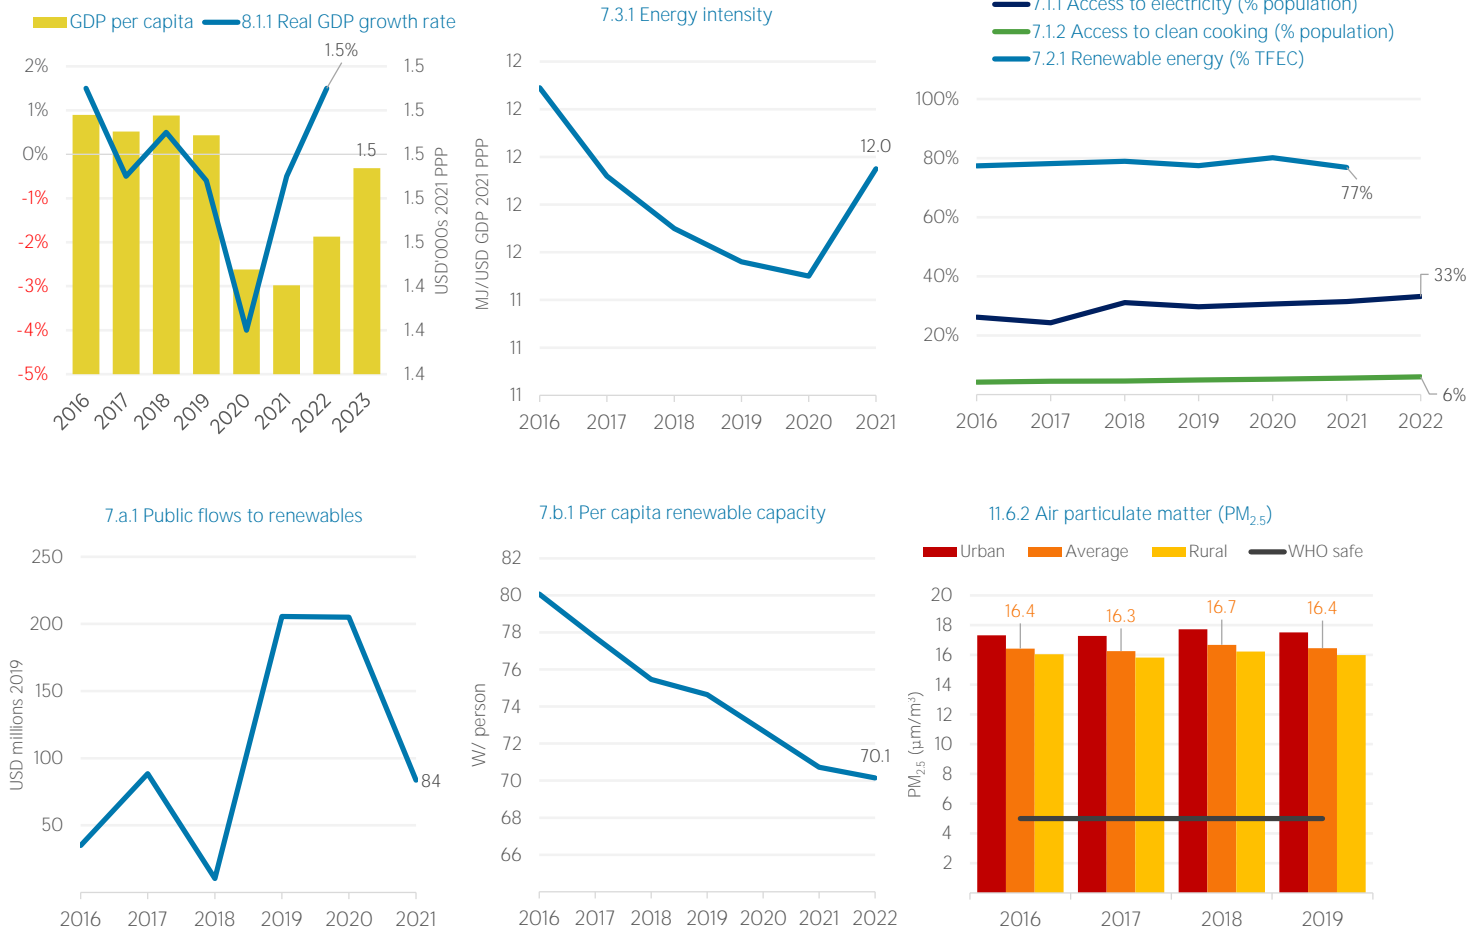 GDP per capita 8.1.1 Real GDP growth rate
1.5%
2% 1.5
1% 1.5
0% 1.5
1.5
-1% 1.5
-2% 1.5
-3% 1.4
-4% 1.4
-5% 1.4
USD'000s 2021 PPP
2016 2017 2018 2019 2020 2021 2022 2023
7.3.1 Energy intensity
12
12
12
12
12
11
11
11
MJ/USD GDP 2021 PPP
12.0
2016 2017 2018 2019 2020 2021
7.1.1 Access to electricity (% population)
7.1.2 Access to clean cooking (% population)
7.2.1 Renewable energy (% TFEC)
100%
80%
60%
40%
20%
77%
33%
6%
2016 2017 2018 2019 2020 2021 2022
7.a.1 Public flows to renewables
250
200
150
100
50
USD millions 2019
84
2016 2017 2018 2019 2020 2021
7.b.1 Per capita renewable capacity
82
80
78
76
74
72
70
68
66
W/ person
70.1
2016 2017 2018 2019 2020 2021 2022
11.6.2 Air particulate matter (PM2.5)
Urban Average Rural WHO safe
20
18
16
14
12
10
8
6
4
2
PM2.5 (μm/m³)
16.4 16.3 16.7 16.4
2016 2017 2018 2019